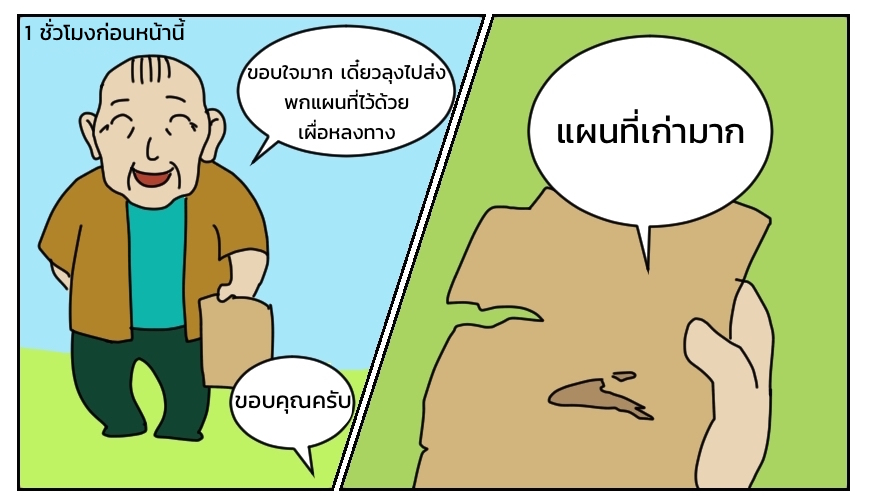 1 ชั่วโมงก่อนหน้านี้
ขอบใจมาก เดี๋ยวลุงไปส่ง
พกแผนที่ไว้ด้วย
เผื่อหลงทาง
ขอบคุณครับ
แผนที่เก่ามาก